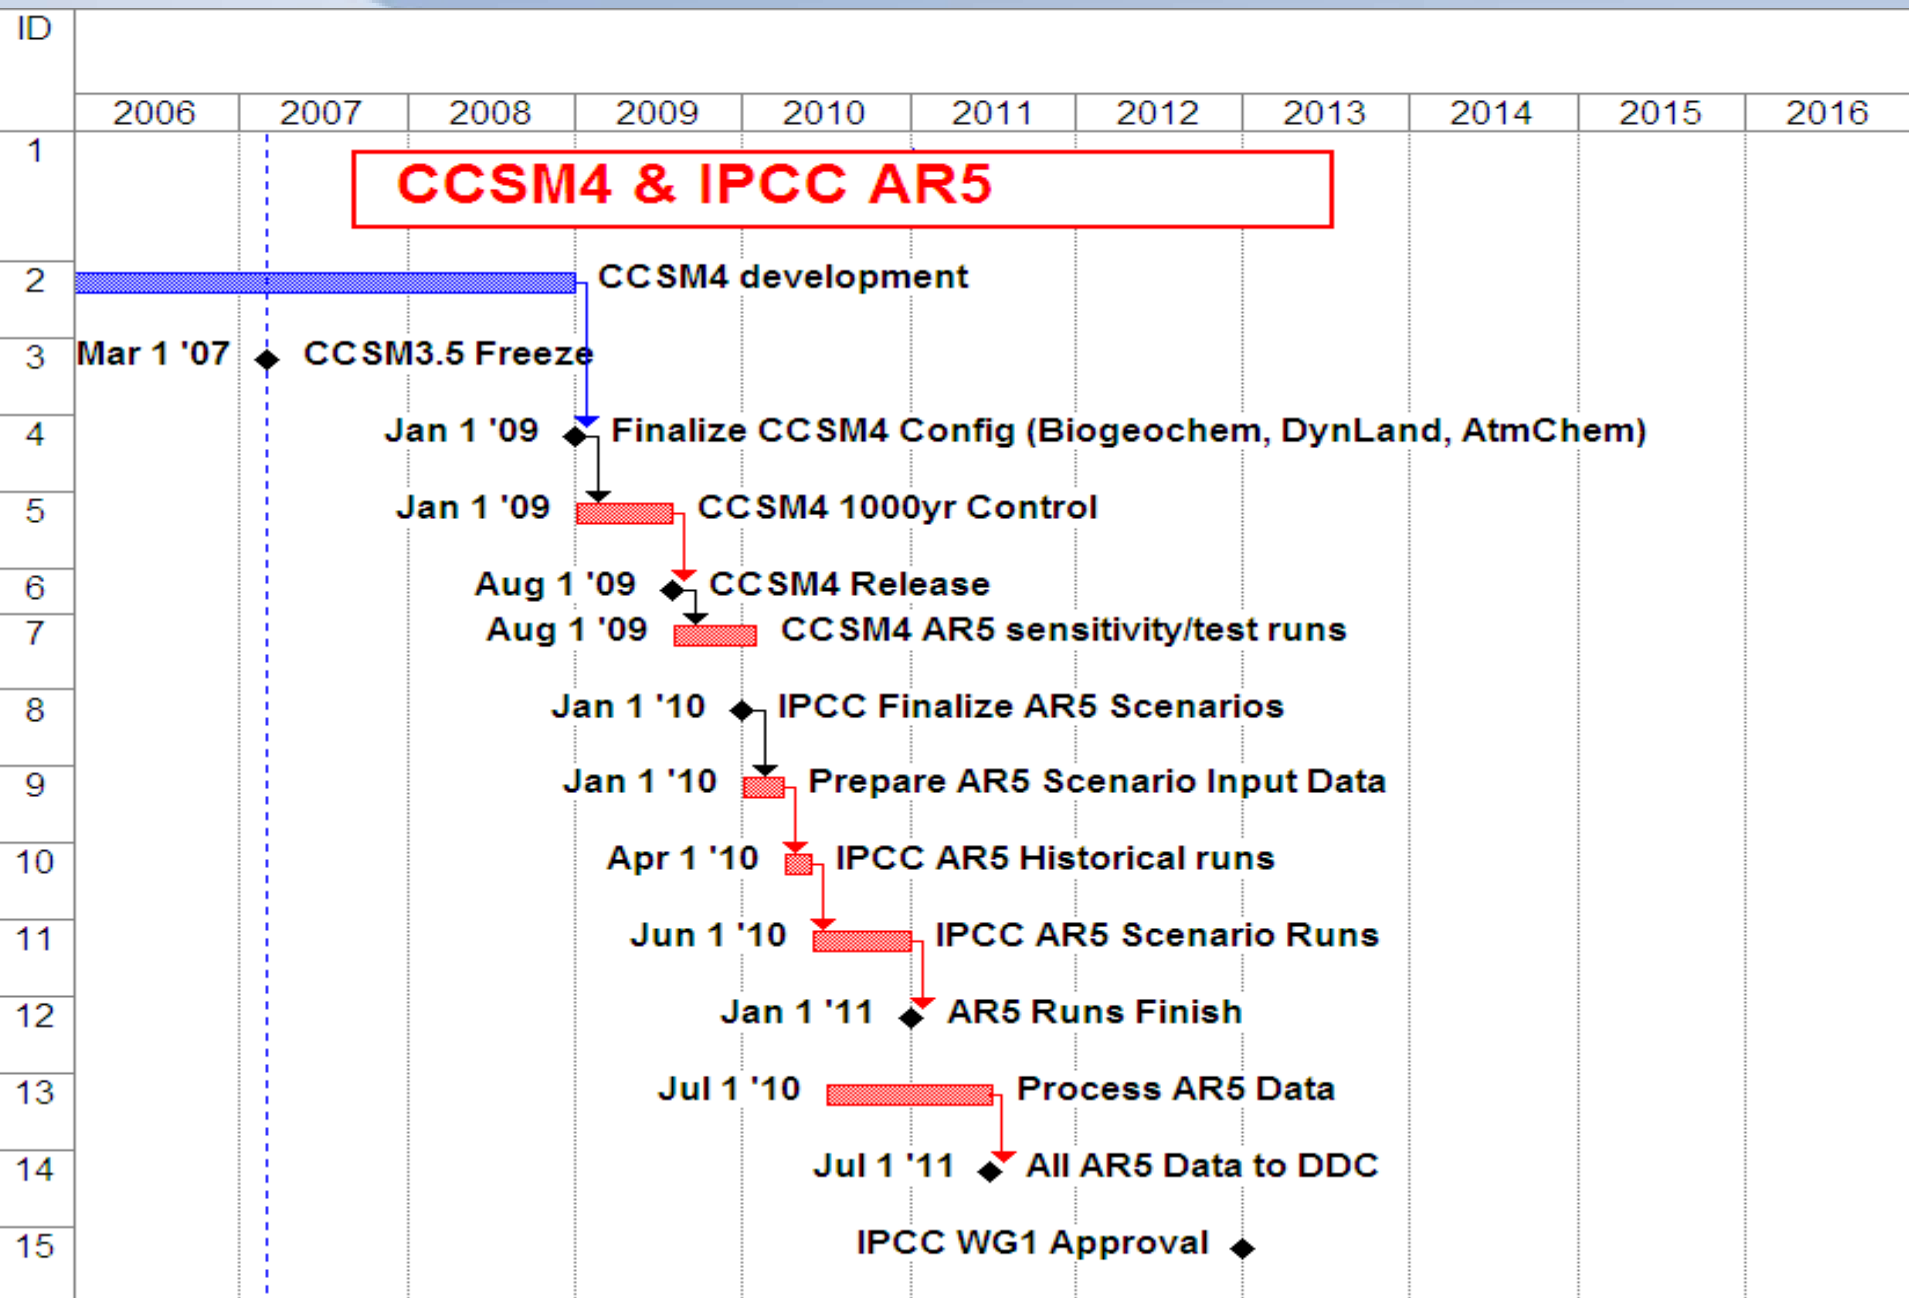 ID
2006 2007 2008 2009 2010 2011 2012 2013 2014 2015 2016
1 CCSM4 & IPCC AR5
2 CCSM4 development
3 Mar 1 '07 CCSM3.5 Freeze
4 Jan 1 '09 Finalize CCSM4 Config (Biogeochem, DynLand, AtmChem)
5 Jan 1 '09 CCSM4 1000yr Control
6 Aug 1 '09 CCSM4 Release
7 Aug 1 '09 CCSM4 AR5 sensitivity/test runs
8 Jan 1 '10 IPCC Finalize AR5 Scenarios
9 Jan 1 '10 Prepare AR5 Scenario Input Data
10 Apr 1 '10 IPCC AR5 Historical runs
11 Jun 1 '10 IPCC AR5 Scenario Runs
12 Jan 1 '11 AR5 Runs Finish
13 Jul 1 '10 Process AR5 Data
14 Jul 1 '11 All AR5 Data to DDC
15 IPCC WG1 Approval